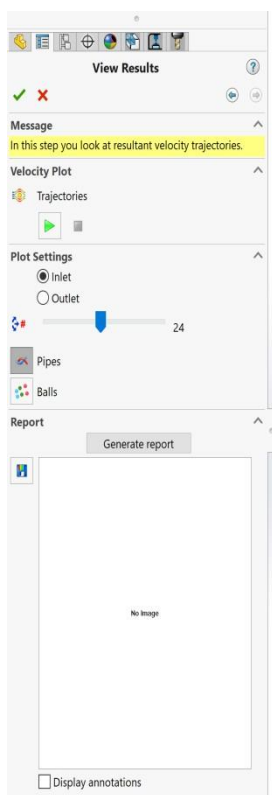 View Results
?
Message
In this step you look at resultant velocity trajectories.
Velocity Plot
Trajectories
Plot Settings
Inlet
Outlet
#
24
Pipes
Balls
Report
Generate report
No Image
Display annotations